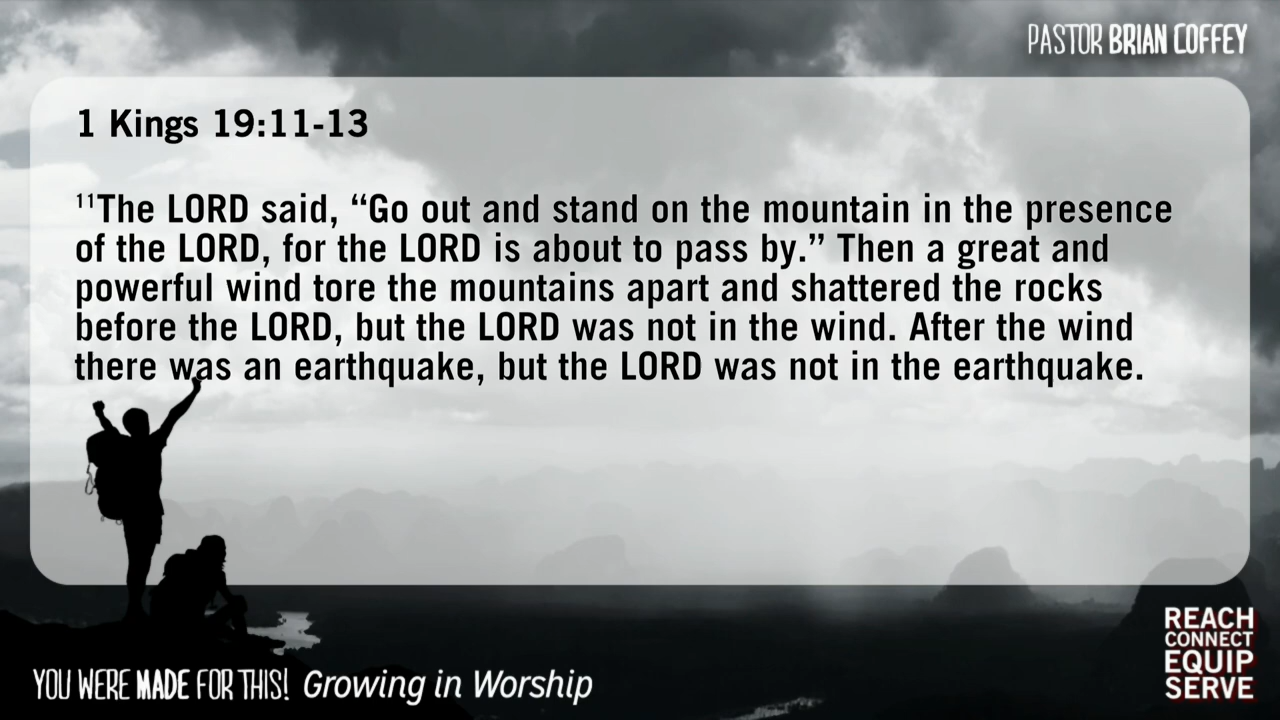 PASTOR BRIAN COFFEY
1 Kings 19:11-13
¹¹The LORD said, “Go out and stand on the mountain in the presence
of the LORD, for the LORD is about to pass by.” Then a great and
powerful wind tore the mountains apart and shattered the rocks
before the LORD, but the LORD was not in the wind. After the wind
there was an earthquake, but the LORD was not in the earthquake.
YOU WERE MADE FOR THIS! Growing in Worship
REACH
CONNECT
EQUIP
SERVE